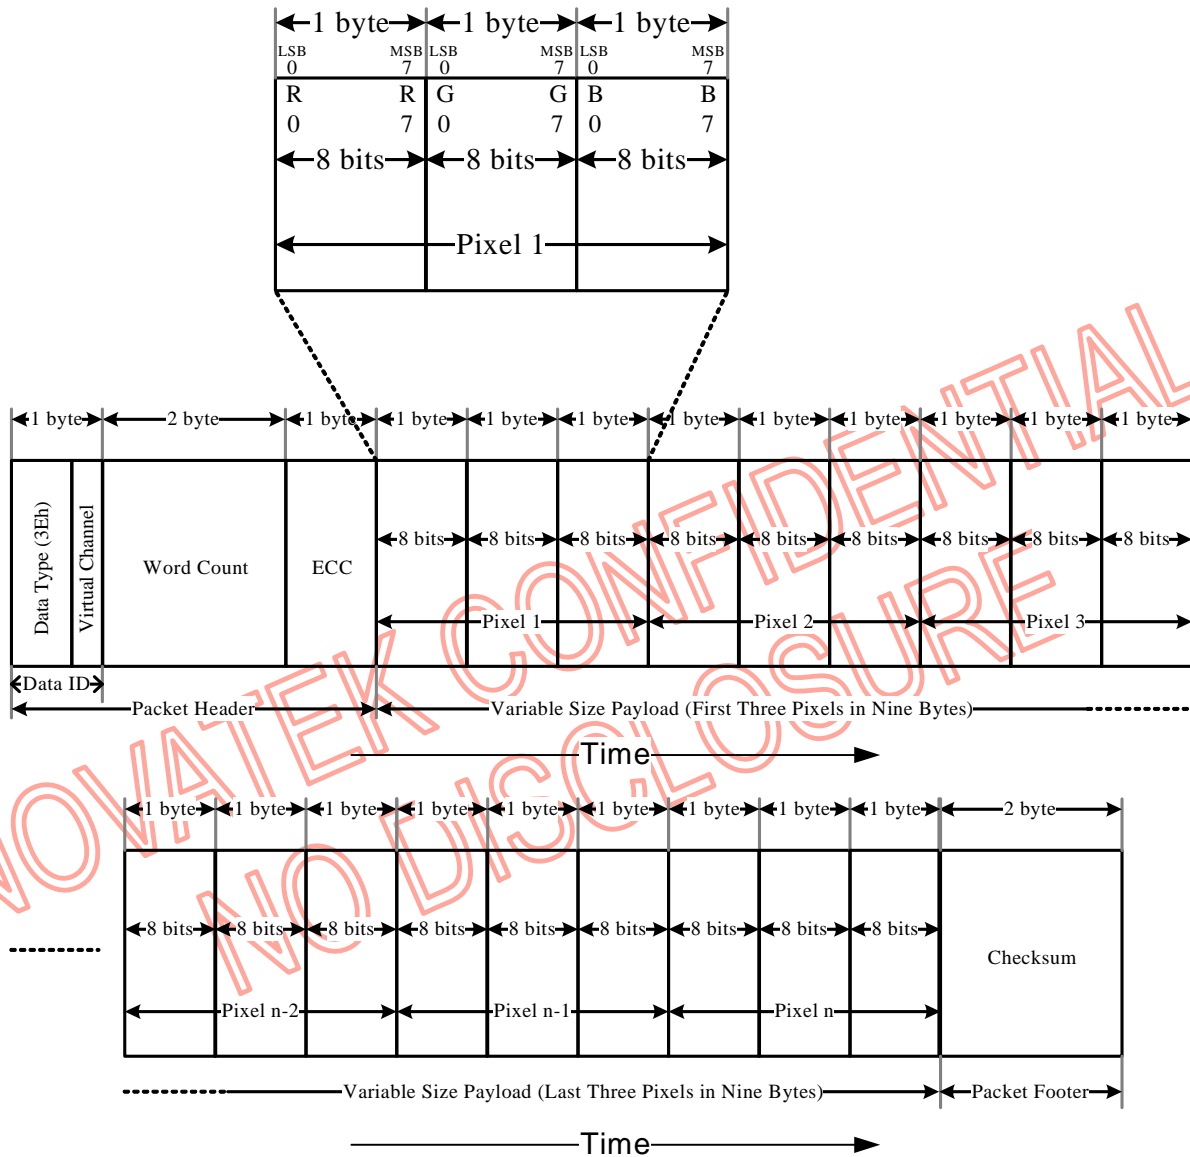 1 byte 1 byte 1 byte
LSB MSB LSB MSB LSB MSB
0 7 0 7 0 7
R R G G B B
0 7 0 7 0 7
8 bits 8 bits 8 bits
Pixel 1
1 byte 2 byte 1 byte 1 byte 1 byte 1 byte 1 byte 1 byte 1 byte 1 byte 1 byte 1 byte
Data Type (3Eh)
Virtual Channel
Word Count
ECC
8 bits 8 bits 8 bits 8 bits 8 bits 8 bits 8 bits 8 bits 8 bits
Pixel 1 Pixel 2 Pixel 3
Data ID
Packet Header Variable Size Payload (First Three Pixels in Nine Bytes)
Time
1 byte 1 byte 1 byte 1 byte 1 byte 1 byte 1 byte 1 byte 1 byte 2 byte
8 bits 8 bits 8 bits 8 bits 8 bits 8 bits 8 bits 8 bits 8 bits
Checksum
Pixel n-2 Pixel n-1 Pixel n
Variable Size Payload (Last Three Pixels in Nine Bytes) Packet Footer
Time
NOVATEK CONFIDENTIAL
NO DISCLOSURE